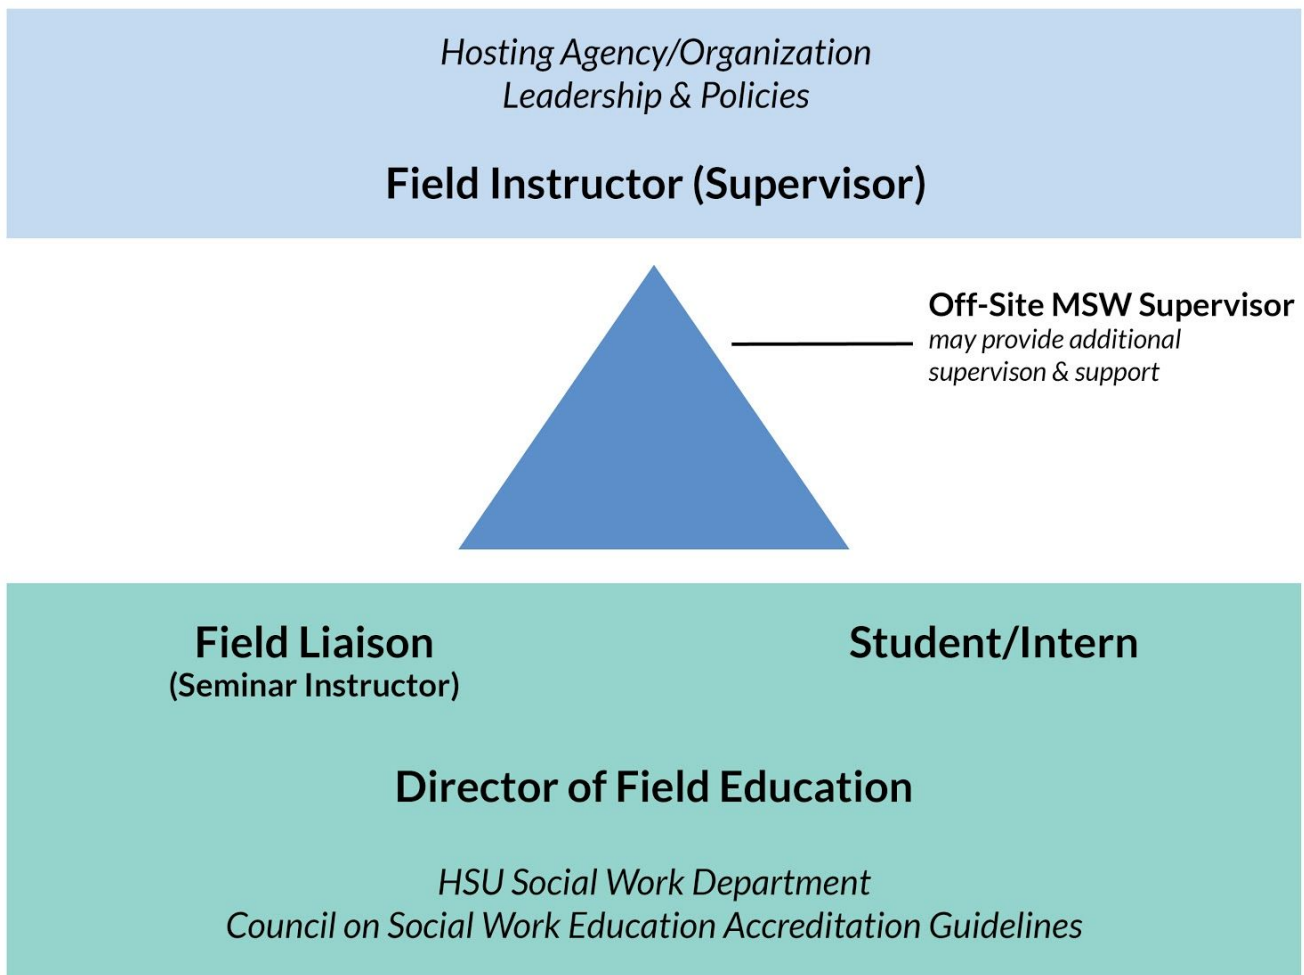 Hosting Agency/Organization
Leadership & Policies
Field Instructor (Supervisor)
Off-Site MSW Supervisor
may provide additional
supervison & support
Field Liaison
(Seminar Instructor)
Student/Intern
Director of Field Education
HSU Social Work Department
Council on Social Work Education Accreditation Guidelines